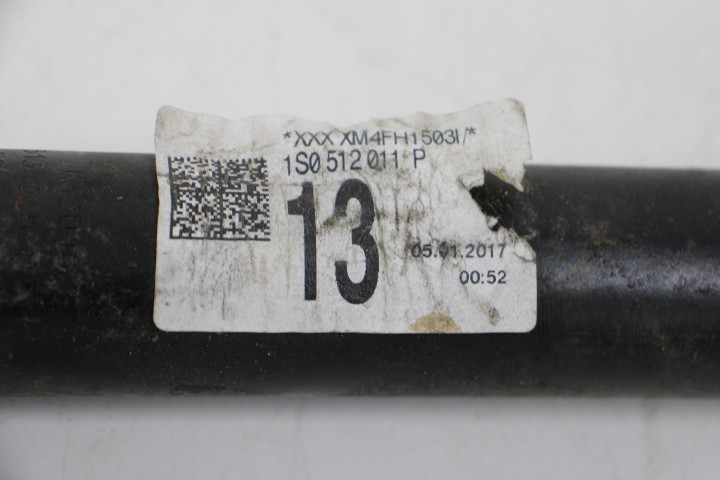 *XXX XM4FH1503I/*
1S0 512 011 P
13
05.01.2017
00:52